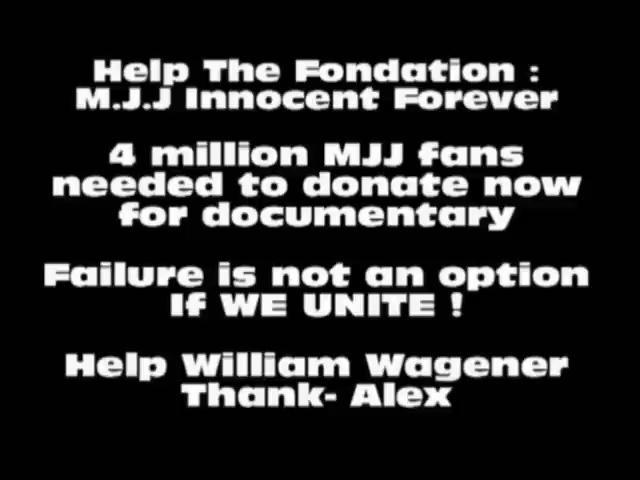 Help The Fondation :
M.J.J Innocent Forever
4 million MJJ fans
needed to donate now
for documentary
Failure is not an option
If WE UNITE !
Help William Wagener
Thank- Alex